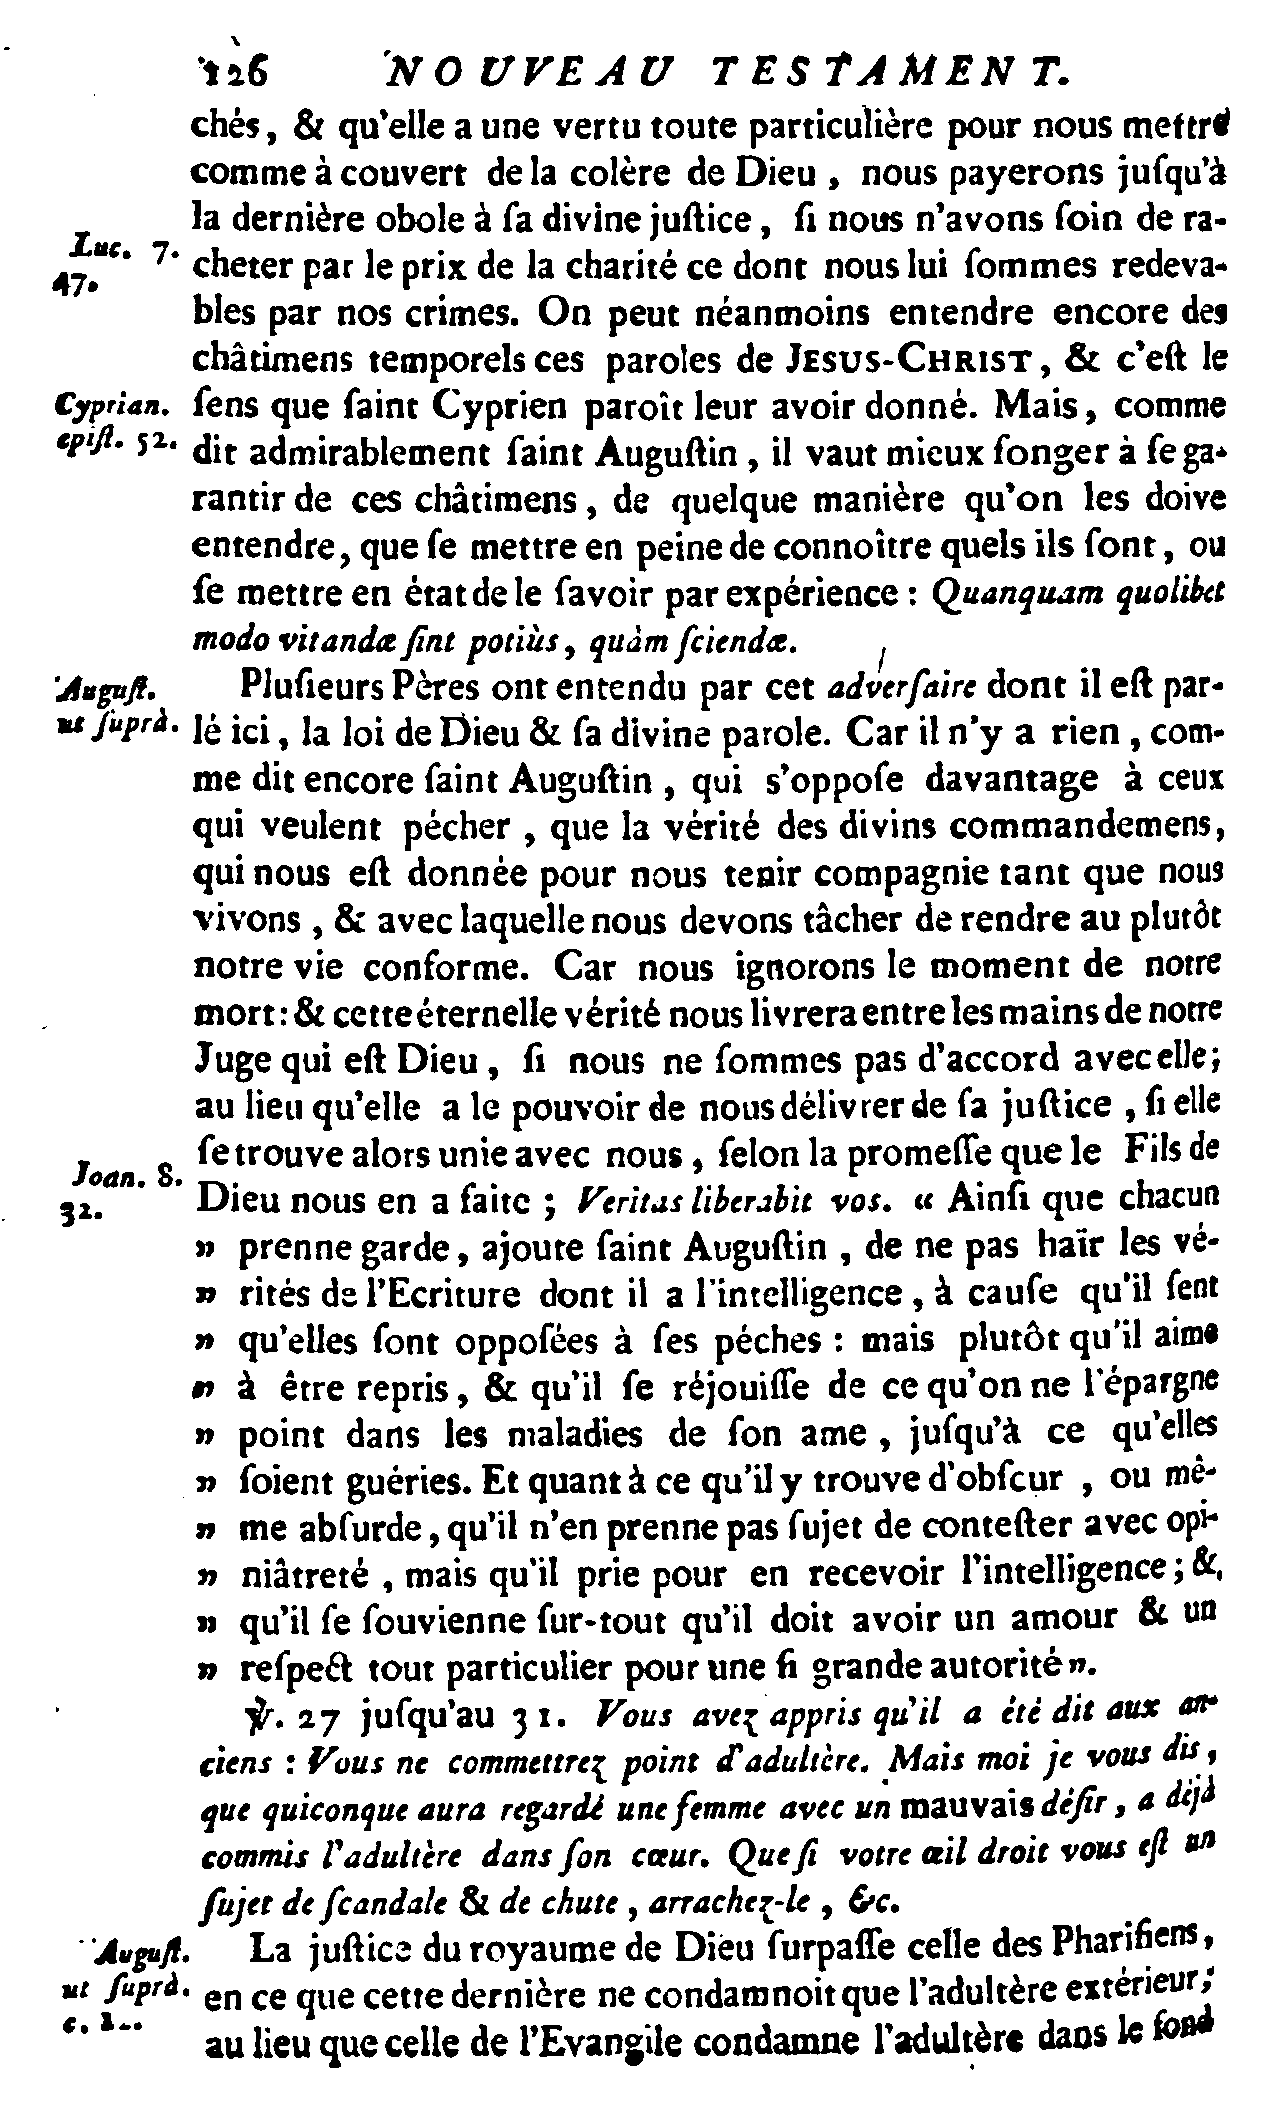 126 NOUVEAU TESTAMENT.
chés, & qu'elle a une vertu toute particulière pour nous mettre
comme à couvert de la colère de Dieu, nous payerons juſqu'à
la dernière obole à ſa divine juſtice, ſi nous n'avons ſoin de ra-
Luc. 7.
47.
cheter par le prix de la charité ce dont nous lui ſommes redeva-
bles par nos crimes. On peut néanmoins entendre encore des
châtimens temporels ces paroles de JESUS-CHRIST, & c'eſt le
Cyprian.
epiſt. 52.
ſens que ſaint Cyprien paroît leur avoir donné. Mais, comme
dit admirablement ſaint Auguſtin, il vaut mieux ſonger à ſe ga-
rantir de ces châtimens, de quelque manière qu'on les doive
entendre, que ſe mettre en peine de connoître quels ils ſont, ou
ſe mettre en état de le ſavoir par expérience : Quanquam quolibet
modo vitandæ ſint potiùs, quàm ſciendæ.
Auguſt.
ut ſuprà.
Pluſieurs Pères ont entendu par cet adverſaire dont il eſt par-
lé ici, la loi de Dieu & ſa divine parole. Car il n'y a rien, com-
me dit encore ſaint Auguſtin, qui s'oppoſe davantage à ceux
qui veulent pécher, que la vérité des divins commandemens,
qui nous eſt donnée pour nous tenir compagnie tant que nous
vivons, & avec laquelle nous devons tâcher de rendre au plutôt
notre vie conforme. Car nous ignorons le moment de notre
mort : & cette éternelle vérité nous livrera entre les mains de notre
Juge qui eſt Dieu, ſi nous ne ſommes pas d'accord avec elle;
au lieu qu'elle a le pouvoir de nous délivrer de ſa juſtice, ſi elle
ſe trouve alors unie avec nous, ſelon la promeſſe que le Fils de
Joan. 8.
32.
Dieu nous en a faite ; Veritas liberabit vos. « Ainſi que chacun
» prenne garde, ajoute ſaint Auguſtin, de ne pas haïr les vé-
» rités de l'Ecriture dont il a l'intelligence, à cauſe qu'il ſent
» qu'elles ſont oppoſées à ſes péches : mais plutôt qu'il aime
» à être repris, & qu'il ſe réjouiſſe de ce qu'on ne l'épargne
» point dans les maladies de ſon ame, juſqu'à ce qu'elles
» ſoient guéries. Et quant à ce qu'il y trouve d'obſcur, ou mê-
» me abſurde, qu'il n'en prenne pas ſujet de conteſter avec opi-
» niâtreté, mais qu'il prie pour en recevoir l'intelligence ; &
» qu'il ſe ſouvienne ſur-tout qu'il doit avoir un amour & un
» reſpect tout particulier pour une ſi grande autorité ».
℣. 27 juſqu'au 31. Vous avez appris qu'il a été dit aux an-
ciens : Vous ne commettrez point d'adultère. Mais moi je vous dis,
que quiconque aura regardé une femme avec un mauvais déſir, a déjà
commis l'adultère dans ſon cœur. Que ſi votre œil droit vous eſt un
ſujet de ſcandale & de chute, arrachez-le, &c.
Auguſt.
ut ſuprà.
La juſtice du royaume de Dieu ſurpaſſe celle des Phariſiens,
en ce que cette dernière ne condamnoit que l'adultère extérieur;
au lieu que celle de l'Evangile condamne l'adultère dans le fond